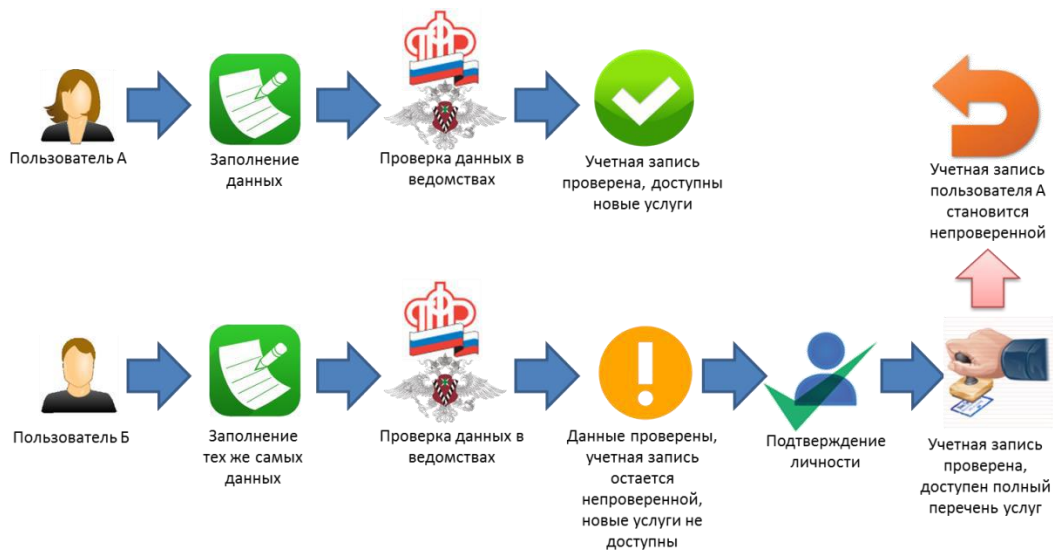 Пользователь А
Заполнение
данных
Проверка данных в
ведомствах
Учетная запись
проверена, доступны
новые услуги
Учетная запись
пользователя А
становится
непроверенной
Пользователь Б
Заполнение
тех же самых
данных
Проверка данных в
ведомствах
Данные проверены,
учетная запись
остается
непроверенной,
новые услуги не
доступны
Подтверждение
личности
Учетная запись
проверена,
доступен полный
перечень услуг